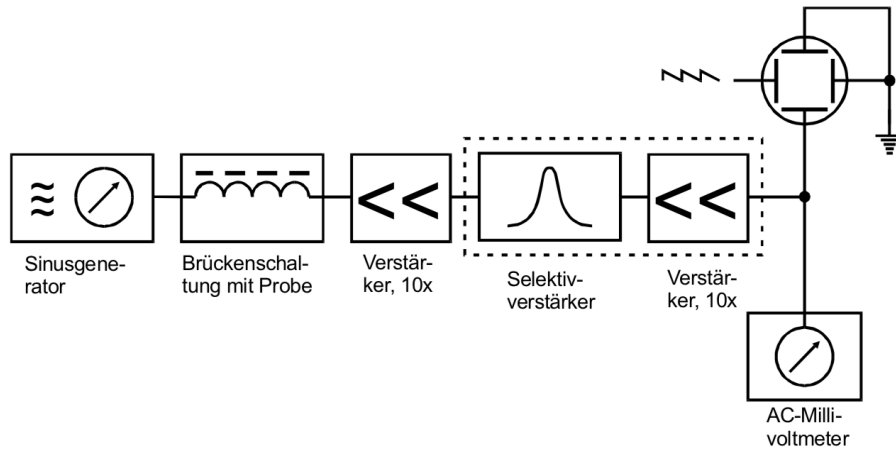 Sinusgene-
rator
Brückenschal-
tung mit Probe
Verstär-
ker, 10x
Selektiv-
verstärker
Verstär-
ker, 10x
AC-Milli-
voltmeter